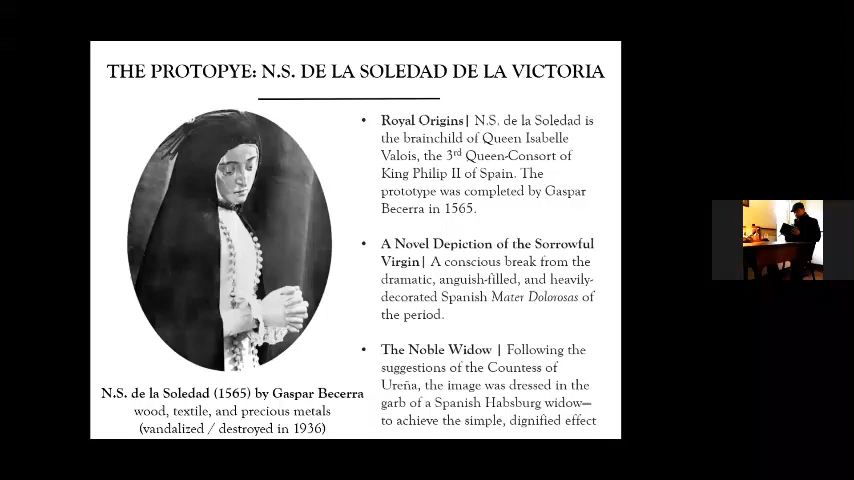 THE PROTOPYE: N.S. DE LA SOLEDAD DE LA VICTORIA
• Royal Origins| N.S. de la Soledad is
the brainchild of Queen Isabelle
Valois, the 3rd Queen-Consort of
King Philip II of Spain. The
prototype was completed by Gaspar
Becerra in 1565.
• A Novel Depiction of the Sorrowful
Virgin| A conscious break from the
dramatic, anguish-filled, and heavily-
decorated Spanish Mater Dolorosas of
the period.
• The Noble Widow | Following the
suggestions of the Countess of
Ureña, the image was dressed in the
garb of a Spanish Habsburg widow—
to achieve the simple, dignified effect
N.S. de la Soledad (1565) by Gaspar Becerra
wood, textile, and precious metals
(vandalized / destroyed in 1936)